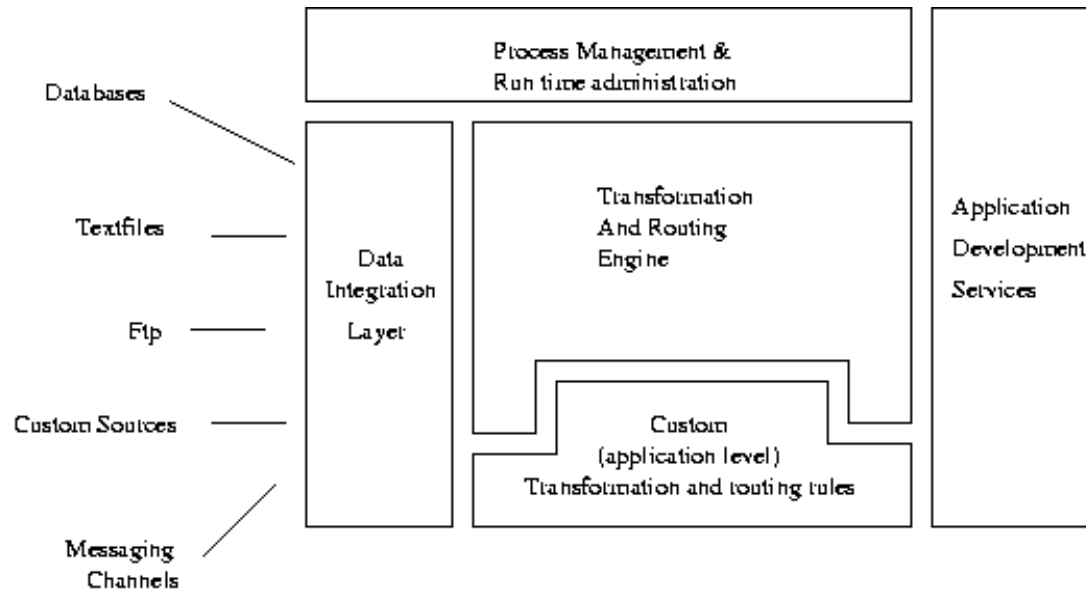 Process Management &
Run time administration
Databases
Textfiles
Ftp
Custom Sources
Messaging
Channels
Data
Integration
Layer
Transformation
And Routing
Engine
Custom
(application level)
Transformation and routing rules
Application
Development
Services